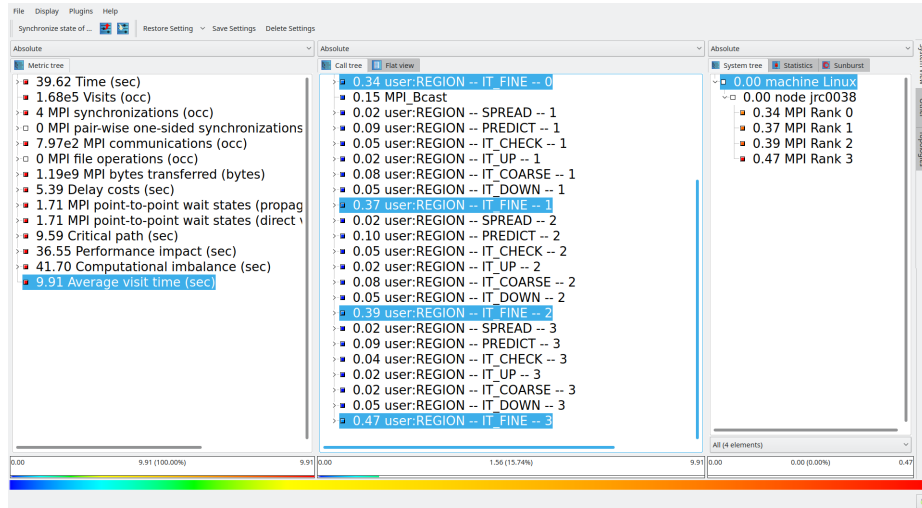 File Display Plugins Help
Synchronize state of ... Restore Setting Save Settings Delete Settings
Absolute
Metric tree
39.62 Time (sec)
1.68e5 Visits (occ)
4 MPI synchronizations (occ)
0 MPI pair-wise one-sided synchronizations
7.97e2 MPI communications (occ)
0 MPI file operations (occ)
1.19e9 MPI bytes transferred (bytes)
5.39 Delay costs (sec)
1.71 MPI point-to-point wait states (propag
1.71 MPI point-to-point wait states (direct
9.59 Critical path (sec)
36.55 Performance impact (sec)
41.70 Computational imbalance (sec)
9.91 Average visit time (sec)
0.00 9.91 (100.00%) 9.91
Absolute
Call tree Flat view
0.34 user:REGION -- IT_FINE -- 0
0.15 MPI_Bcast
0.02 user:REGION -- SPREAD -- 1
0.09 user:REGION -- PREDICT -- 1
0.05 user:REGION -- IT_CHECK -- 1
0.02 user:REGION -- IT_UP -- 1
0.08 user:REGION -- IT_COARSE -- 1
0.05 user:REGION -- IT_DOWN -- 1
0.37 user:REGION -- IT_FINE -- 1
0.02 user:REGION -- SPREAD -- 2
0.10 user:REGION -- PREDICT -- 2
0.05 user:REGION -- IT_CHECK -- 2
0.02 user:REGION -- IT_UP -- 2
0.08 user:REGION -- IT_COARSE -- 2
0.05 user:REGION -- IT_DOWN -- 2
0.39 user:REGION -- IT_FINE -- 2
0.02 user:REGION -- SPREAD -- 3
0.09 user:REGION -- PREDICT -- 3
0.04 user:REGION -- IT_CHECK -- 3
0.02 user:REGION -- IT_UP -- 3
0.02 user:REGION -- IT_COARSE -- 3
0.05 user:REGION -- IT_DOWN -- 3
0.47 user:REGION -- IT_FINE -- 3
0.00 1.56 (15.74%) 9.91
Absolute
System tree Statistics Sunburst
0.00 machine Linux
0.00 node jrc0038
0.34 MPI Rank 0
0.37 MPI Rank 1
0.39 MPI Rank 2
0.47 MPI Rank 3
All (4 elements)
0.00 0.00 (0.00%) 0.47